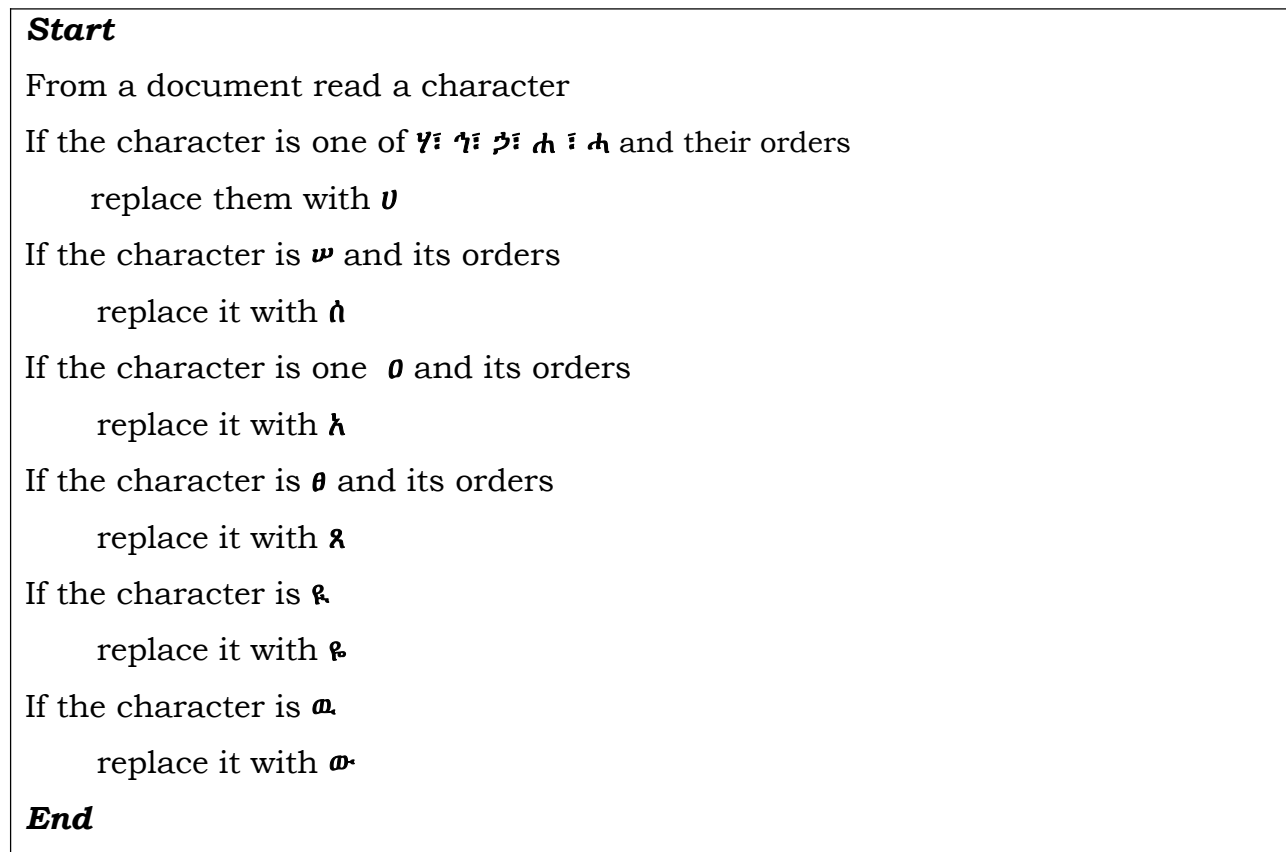 Start
From a document read a character
If the character is one of ሃ፣ ኅ፣ ኃ፣ ሐ ፣ ሓ and their orders
replace them with ሀ
If the character is ሠ and its orders
replace it with ሰ
If the character is one ዐ and its orders
replace it with አ
If the character is ፀ and its orders
replace it with ጸ
If the character is ዪ
replace it with ዬ
If the character is ዉ
replace it with ው
End